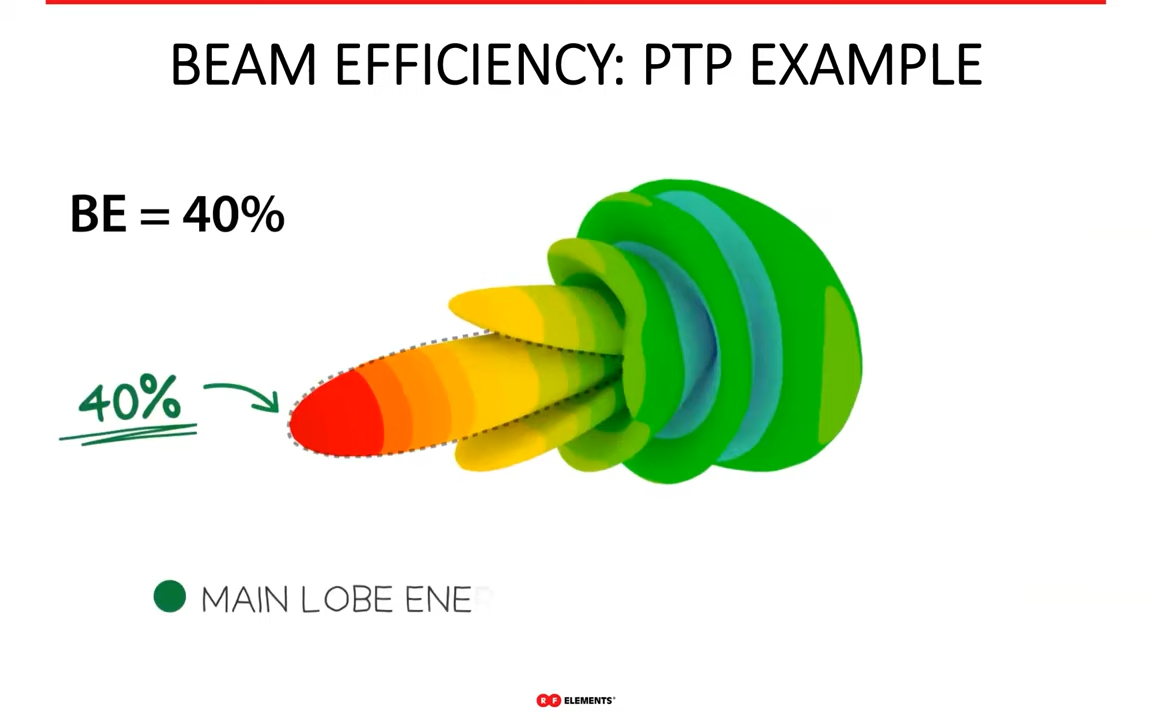 BEAM EFFICIENCY: PTP EXAMPLE
BE = 40%
40%
MAIN LOBE ENE
RF ELEMENTS